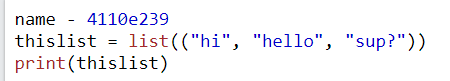 name - 4110e239
thislist = list(("hi", "hello", "sup?"))
print(thislist)